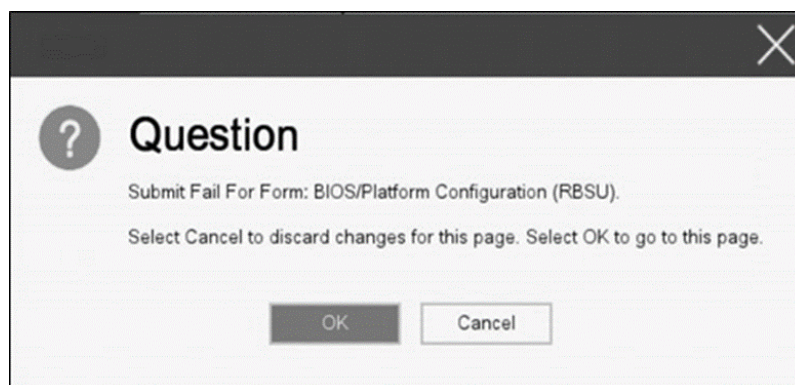 Question
Submit Fail For Form: BIOS/Platform Configuration (RBSU).
Select Cancel to discard changes for this page. Select OK to go to this page.
OK
Cancel